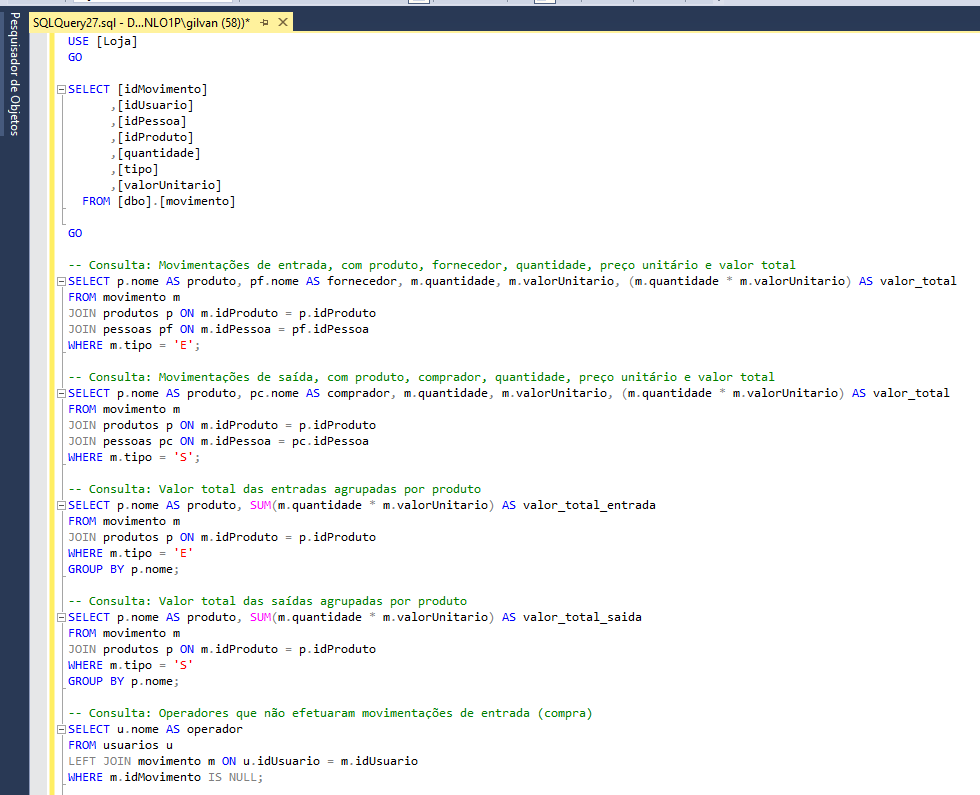 SQLQuery27.sql - D...NLO1P\gilvan (58))*
Pesquisador de Objetos
USE [Loja]
GO
SELECT [idMovimento]
,[idUsuario]
,[idPessoa]
,[idProduto]
,[quantidade]
,[tipo]
,[valorUnitario]
FROM [dbo].[movimento]
GO
-- Consulta: Movimentações de entrada, com produto, fornecedor, quantidade, preço unitário e valor total
SELECT p.nome AS produto, pf.nome AS fornecedor, m.quantidade, m.valorUnitario, (m.quantidade * m.valorUnitario) AS valor_total
FROM movimento m
JOIN produtos p ON m.idProduto = p.idProduto
JOIN pessoas pf ON m.idPessoa = pf.idPessoa
WHERE m.tipo = 'E';
-- Consulta: Movimentações de saída, com produto, comprador, quantidade, preço unitário e valor total
SELECT p.nome AS produto, pc.nome AS comprador, m.quantidade, m.valorUnitario, (m.quantidade * m.valorUnitario) AS valor_total
FROM movimento m
JOIN produtos p ON m.idProduto = p.idProduto
JOIN pessoas pc ON m.idPessoa = pc.idPessoa
WHERE m.tipo = 'S';
-- Consulta: Valor total das entradas agrupadas por produto
SELECT p.nome AS produto, SUM(m.quantidade * m.valorUnitario) AS valor_total_entrada
FROM movimento m
JOIN produtos p ON m.idProduto = p.idProduto
WHERE m.tipo = 'E'
GROUP BY p.nome;
-- Consulta: Valor total das saídas agrupadas por produto
SELECT p.nome AS produto, SUM(m.quantidade * m.valorUnitario) AS valor_total_saida
FROM movimento m
JOIN produtos p ON m.idProduto = p.idProduto
WHERE m.tipo = 'S'
GROUP BY p.nome;
-- Consulta: Operadores que não efetuaram movimentações de entrada (compra)
SELECT u.nome AS operador
FROM usuarios u
LEFT JOIN movimento m ON u.idUsuario = m.idUsuario
WHERE m.idMovimento IS NULL;